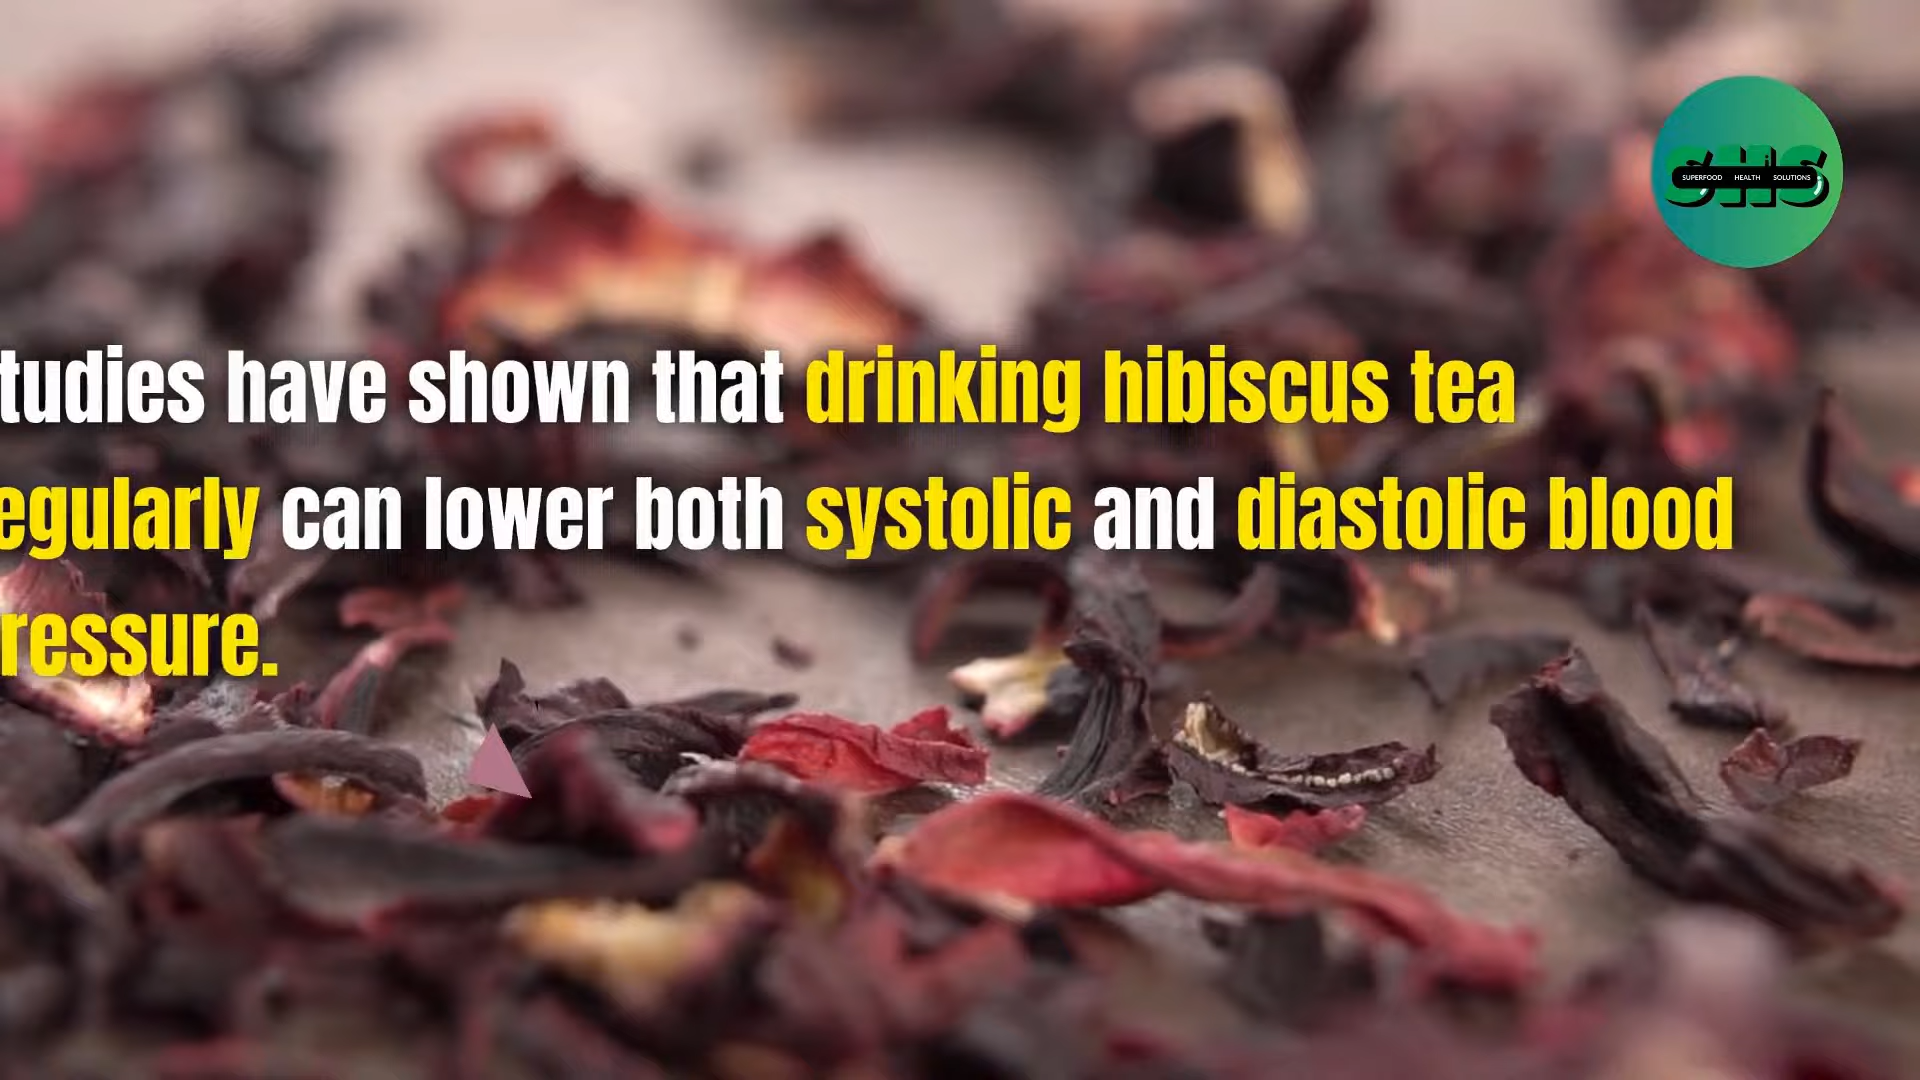 SHS
SUPERFOOD HEALTH SOLUTIONS
tudies have shown that drinking hibiscus tea
egularly can lower both systolic and diastolic blood
ressure.